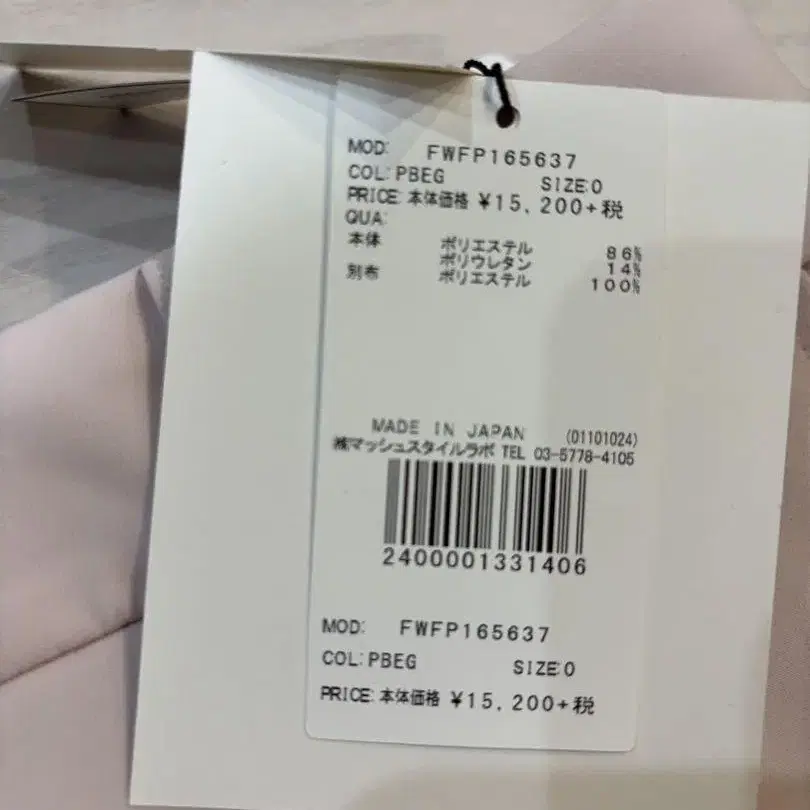 MOD: FWFP165637
COL:PBEG SIZE:0
PRICE:本体価格 ¥15,200+税
QUA:
本体 ポリエステル 86%
ポリウレタン 14%
別布 ポリエステル 100%
MADE IN JAPAN (01101024)
㈱マッシュスタイルラボ TEL 03-5778-4105
2400001331406
MOD: FWFP165637
COL:PBEG SIZE:0
PRICE:本体価格 ¥15,200+税